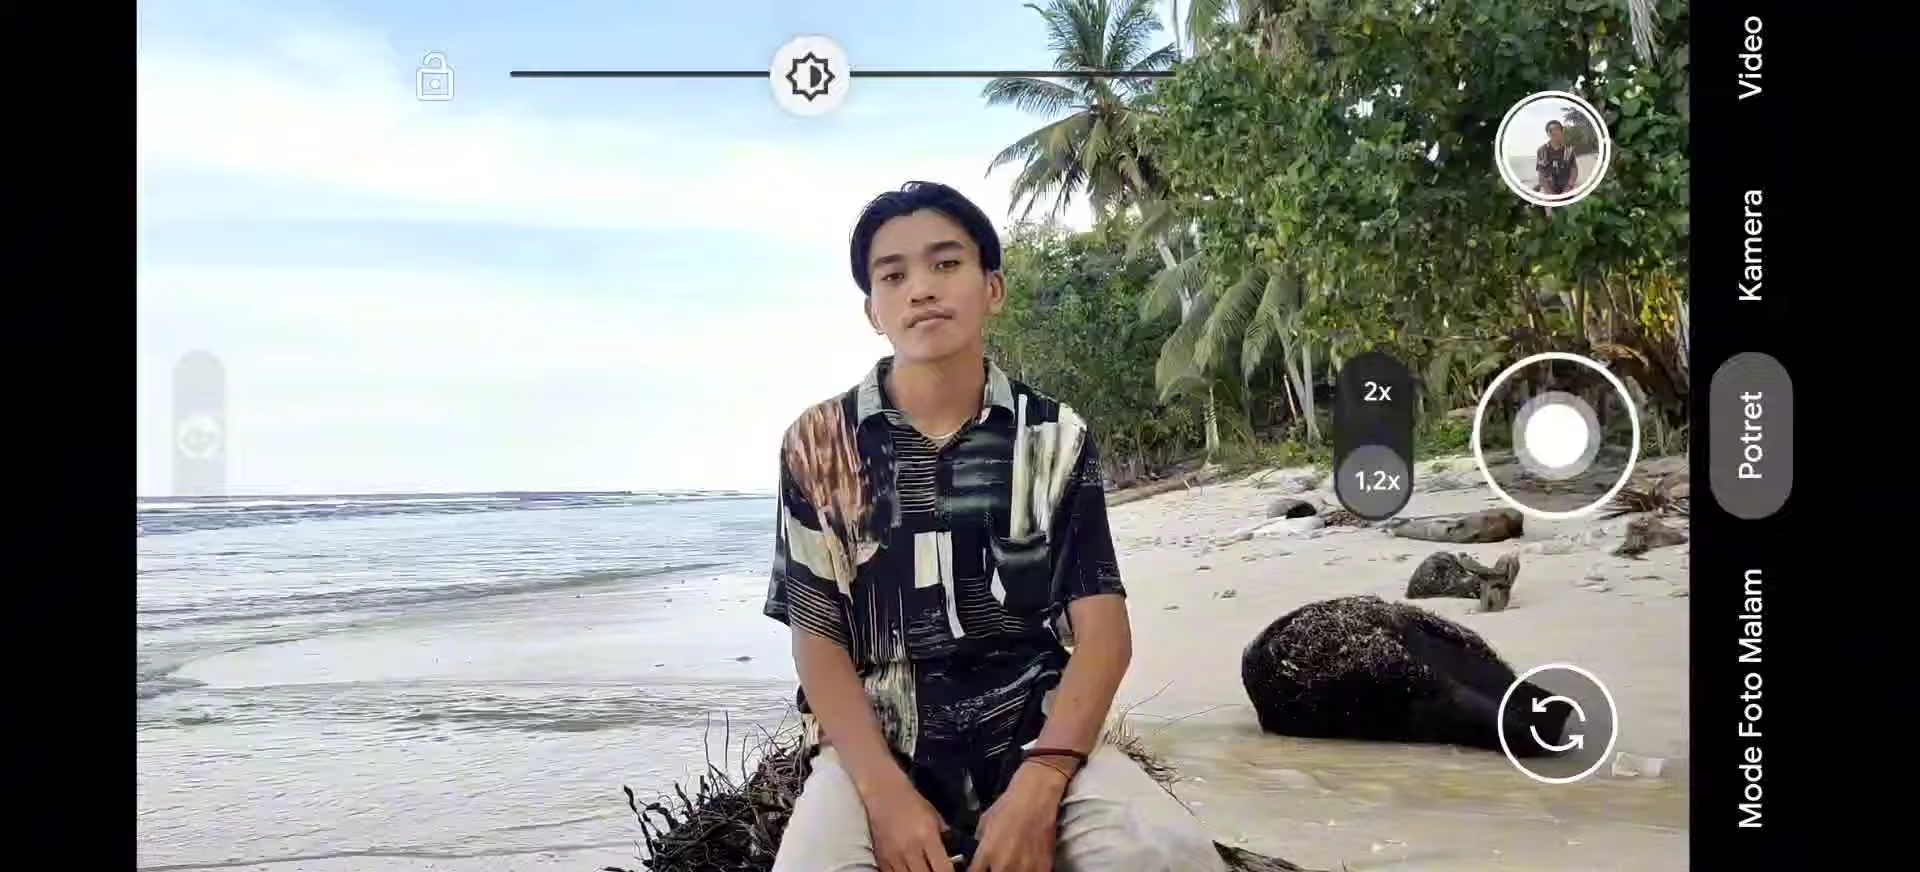 Video
Kamera
Potret
Mode Foto Malam
2x
1,2x